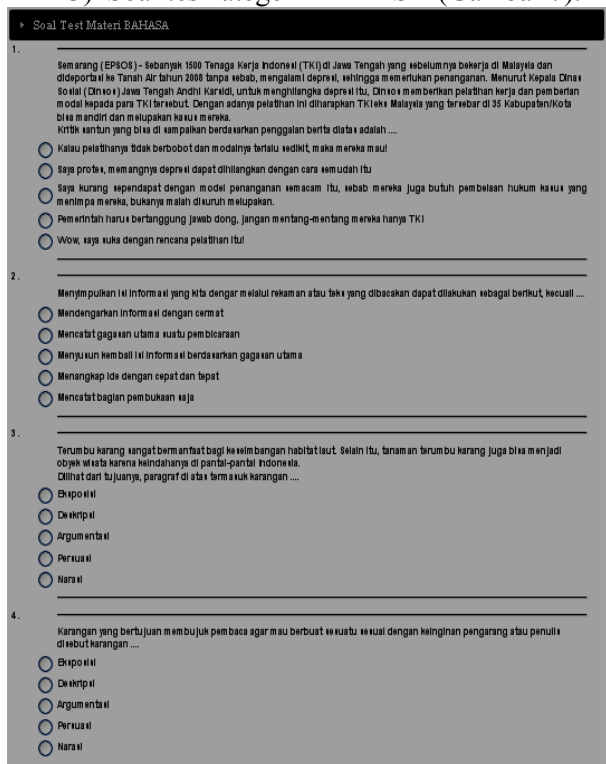 Soal Test Materi BAHASA
1.
Semarang (EPSOS) - Sebanyak 1500 Tenaga Kerja Indonesi (TKI) di Jawa Tengah yang sebelumnya bekerja di Malaysia dan
dideportasi ke Tanah Air tahun 2008 tanpa sebab, mengalami depresi, sehingga memerlukan penanganan. Menurut Kepala Dinas
Sosial (Dinsos) Jawa Tengah Andhi Karsidi, untuk menghilangka depresi itu, Dinsos memberikan pelatihan kerja dan pemberian
modal kepada para TKI tersebut. Dengan adanya pelatihan ini diharapkan TKI eks Malaysia yang tersebar di 35 Kabupaten/Kota
bisa mandiri dan melupakan kasus mereka.
Kritik santun yang bisa di sampaikan berdasarkan penggalan berita diatas adalah ....
Kalau pelatihanya tidak berbobot dan modalnya terlalu sedikit, maka mereka mau!
Saya protes, memangnya depresi dapat dihilangkan dengan cara semudah itu
Saya kurang sependapat dengan model penanganan semacam itu, sebab mereka juga butuh pembelaan hukum kasus yang
menimpa mereka, bukanya malah disuruh melupakan.
Pemerintah harus bertanggung jawab dong, jangan mentang-mentang mereka hanya TKI
Wow, saya suka dengan rencana pelatihan itu!
2.
Menyimpulkan isi informasi yang kita dengar melalui rekaman atau teks yang dibacakan dapat dilakukan sebagai berikut, kecuali ....
Mendengarkan informasi dengan cermat
Mencatat gagasan utama suatu pembicaraan
Menyusun kembali isi informasi berdasarkan gagasan utama
Menangkap ide dengan cepat dan tepat
Mencatat bagian pembukaan saja
3.
Terumbu karang sangat bermanfaat bagi keseimbangan habitat laut. Selain itu, tanaman terumbu karang juga bisa menjadi
obyek wisata karena keindahanya di pantai-pantai Indonesia.
Dilihat dari tujuanya, paragraf di atas termasuk karangan ....
Eksposisi
Deskripsi
Argumentasi
Persuasi
Narasi
4.
Karangan yang bertujuan membujuk pembaca agar mau berbuat sesuatu sesuai dengan keinginan pengarang atau penulis
disebut karangan ....
Eksposisi
Deskripsi
Argumentasi
Persuasi
Narasi